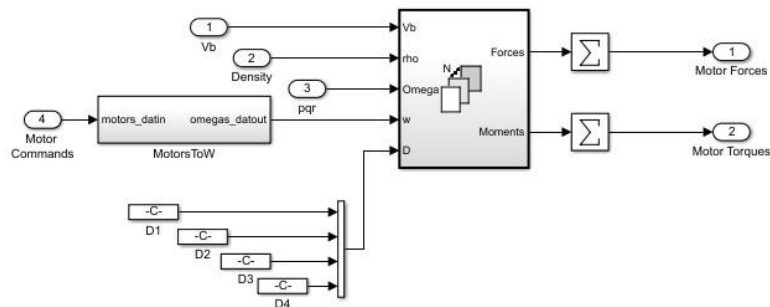 1
Vb
2
Density
3
pqr
4
Motor
Commands
motors_datin
omegas_datout
MotorsToW
Vb
rho
Omega
w
D
N
Forces
Moments
Σ
Σ
1
Motor Forces
2
Motor Torques
-C-
D1
-C-
D2
-C-
D3
-C-
D4